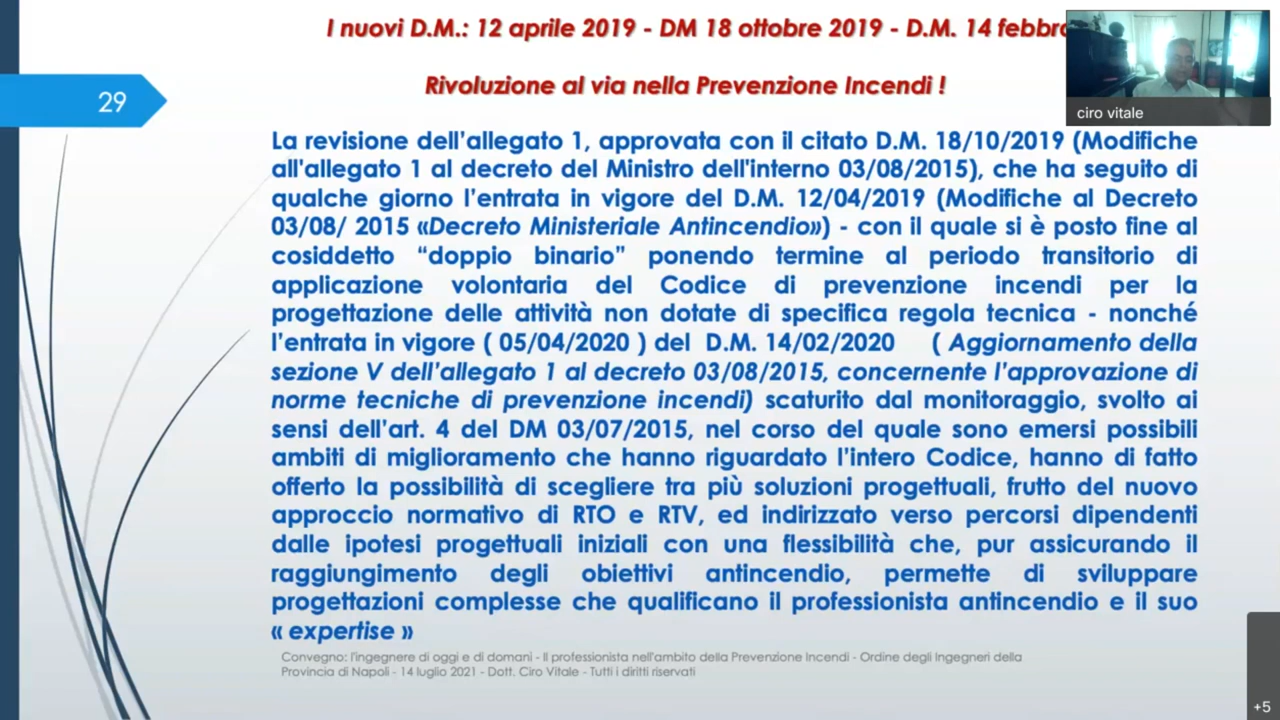 I nuovi D.M.: 12 aprile 2019 - DM 18 ottobre 2019 - D.M. 14 febbr
Rivoluzione al via nella Prevenzione Incendi !
29
ciro vitale
La revisione dell’allegato 1, approvata con il citato D.M. 18/10/2019 (Modifiche
all'allegato 1 al decreto del Ministro dell'interno 03/08/2015), che ha seguito di
qualche giorno l’entrata in vigore del D.M. 12/04/2019 (Modifiche al Decreto
03/08/ 2015 «Decreto Ministeriale Antincendio») - con il quale si è posto fine al
cosiddetto “doppio binario” ponendo termine al periodo transitorio di
applicazione volontaria del Codice di prevenzione incendi per la
progettazione delle attività non dotate di specifica regola tecnica - nonché
l’entrata in vigore ( 05/04/2020 ) del D.M. 14/02/2020 ( Aggiornamento della
sezione V dell’allegato 1 al decreto 03/08/2015, concernente l’approvazione di
norme tecniche di prevenzione incendi) scaturito dal monitoraggio, svolto ai
sensi dell’art. 4 del DM 03/07/2015, nel corso del quale sono emersi possibili
ambiti di miglioramento che hanno riguardato l’intero Codice, hanno di fatto
offerto la possibilità di scegliere tra più soluzioni progettuali, frutto del nuovo
approccio normativo di RTO e RTV, ed indirizzato verso percorsi dipendenti
dalle ipotesi progettuali iniziali con una flessibilità che, pur assicurando il
raggiungimento degli obiettivi antincendio, permette di sviluppare
progettazioni complesse che qualificano il professionista antincendio e il suo
« expertise »
Convegno: l'ingegnere di oggi e di domani - Il professionista nell'ambito della Prevenzione Incendi - Ordine degli Ingegneri della
Provincia di Napoli - 14 luglio 2021 - Dott. Ciro Vitale - Tutti i diritti riservati
+5